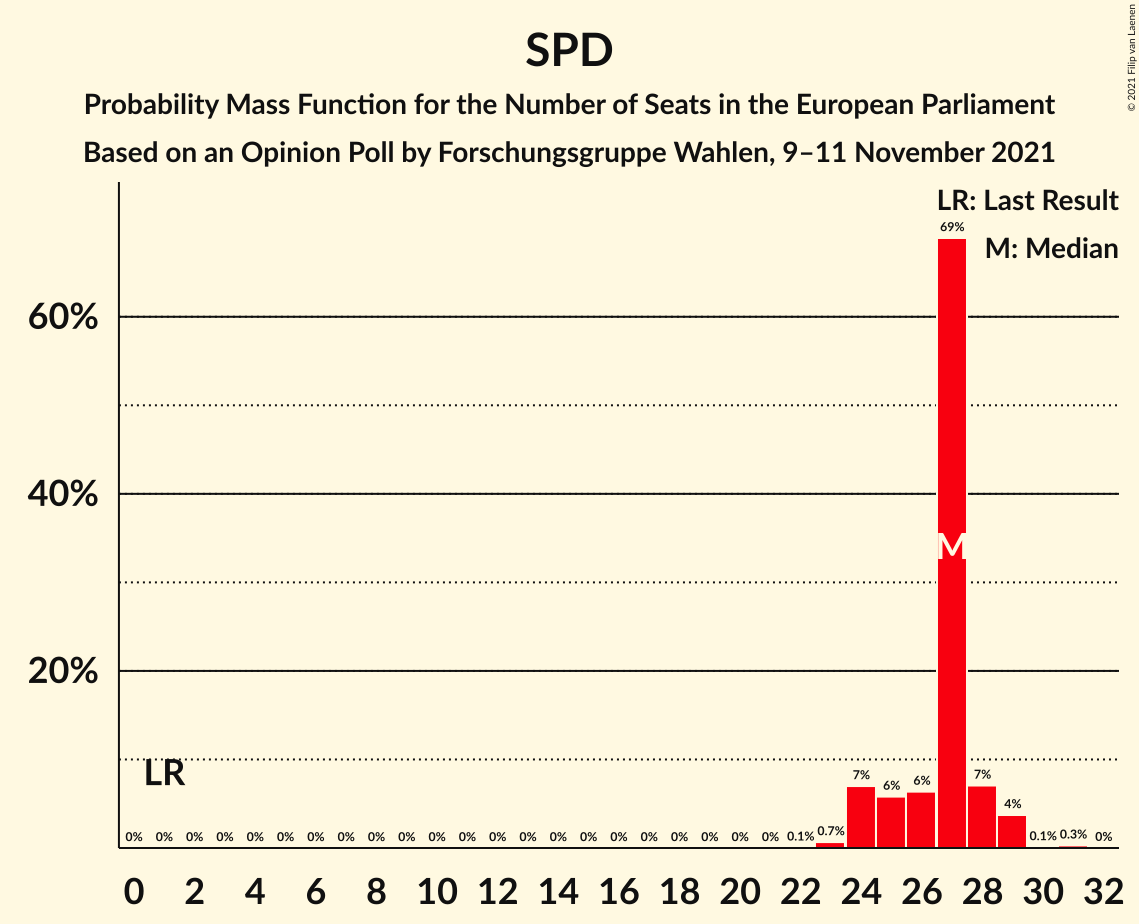 SPD
Probability Mass Function for the Number of Seats in the European Parliament
Based on an Opinion Poll by Forschungsgruppe Wahlen, 9–11 November 2021
© 2021 Filip van Laenen
LR: Last Result
M: Median
69%
60%
40%
M
20%
LR
0% 0% 0% 0% 0% 0% 0% 0% 0% 0% 0% 0% 0% 0% 0% 0% 0% 0% 0% 0% 0% 0% 0.1% 0.7% 7% 6% 6% 7% 4% 0.1% 0.3% 0%
0 2 4 6 8 10 12 14 16 18 20 22 24 26 28 30 32